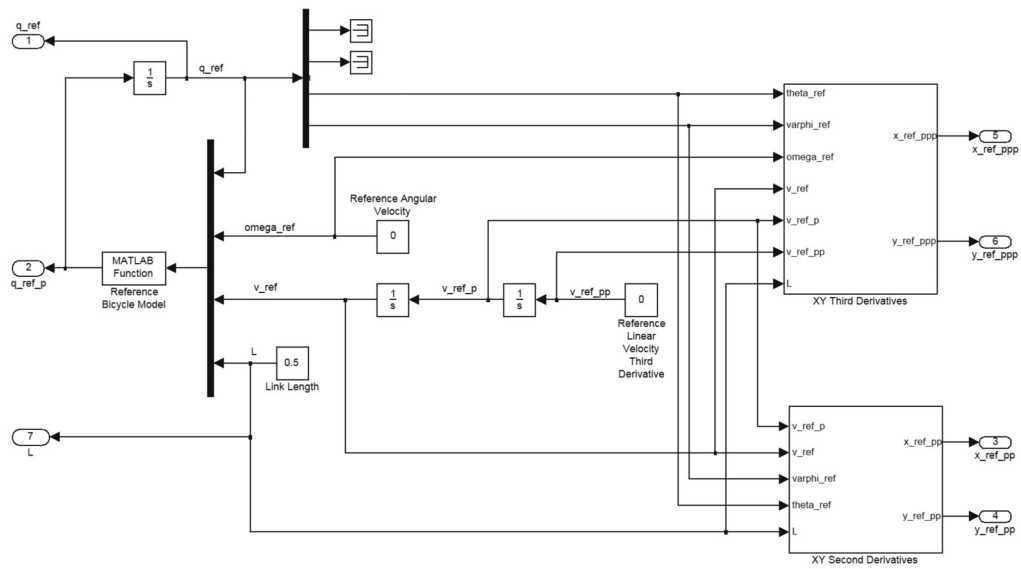 q_ref
1
1
s
q_ref
theta_ref
varphi_ref
omega_ref
v_ref
v_ref_p
v_ref_pp
L
x_ref_ppp
y_ref_ppp
XY Third Derivatives
5
x_ref_ppp
6
y_ref_ppp
Reference Angular
Velocity
0
omega_ref
2
q_ref_p
MATLAB
Function
Reference
Bicycle Model
v_ref
1
s
v_ref_p
1
s
v_ref_pp
0
Reference
Linear
Velocity
Third
Derivative
L
0.5
Link Length
7
L
v_ref_p
v_ref
varphi_ref
theta_ref
L
x_ref_pp
y_ref_pp
XY Second Derivatives
3
x_ref_pp
4
y_ref_pp